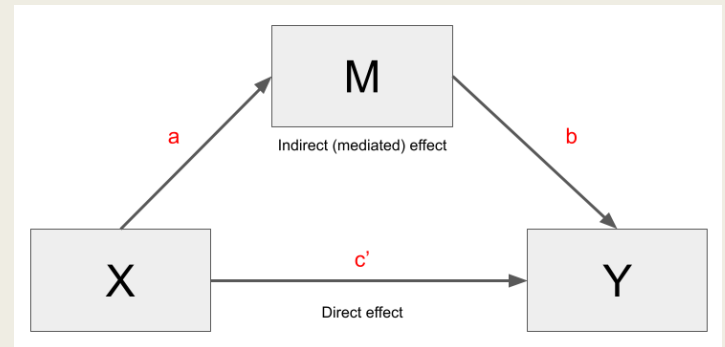 M
a
Indirect (mediated) effect
b
X
c’
Y
Direct effect